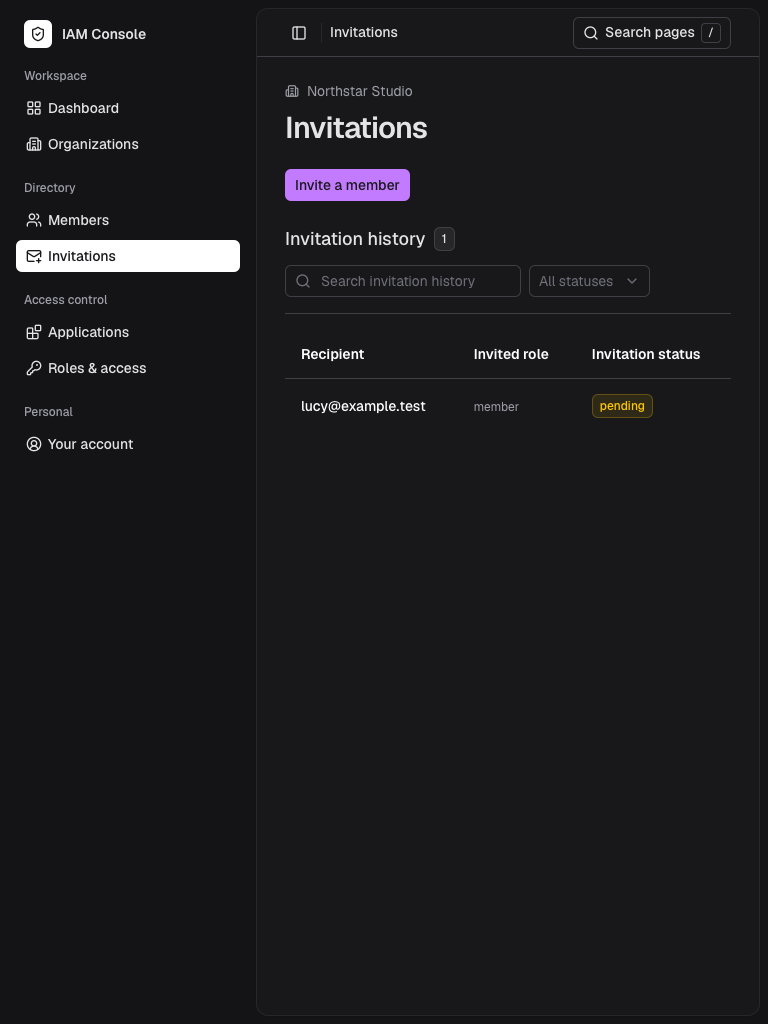 IAM Console
Workspace
Dashboard
Organizations
Directory
Members
Invitations
Access control
Applications
Roles & access
Personal
Your account
Invitations
Search pages /
Northstar Studio
Invitations
Invite a member
Invitation history 1
Search invitation history
All statuses
Recipient Invited role Invitation status
lucy@example.test member pending